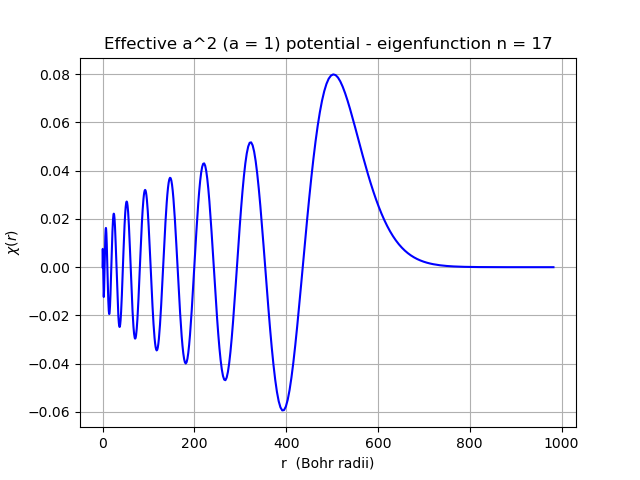 Effective a^2 (a = 1) potential - eigenfunction n = 17
0.08
0.06
0.04
0.02
0.00
−0.02
−0.04
−0.06
χ(r)
0 200 400 600 800 1000
r (Bohr radii)